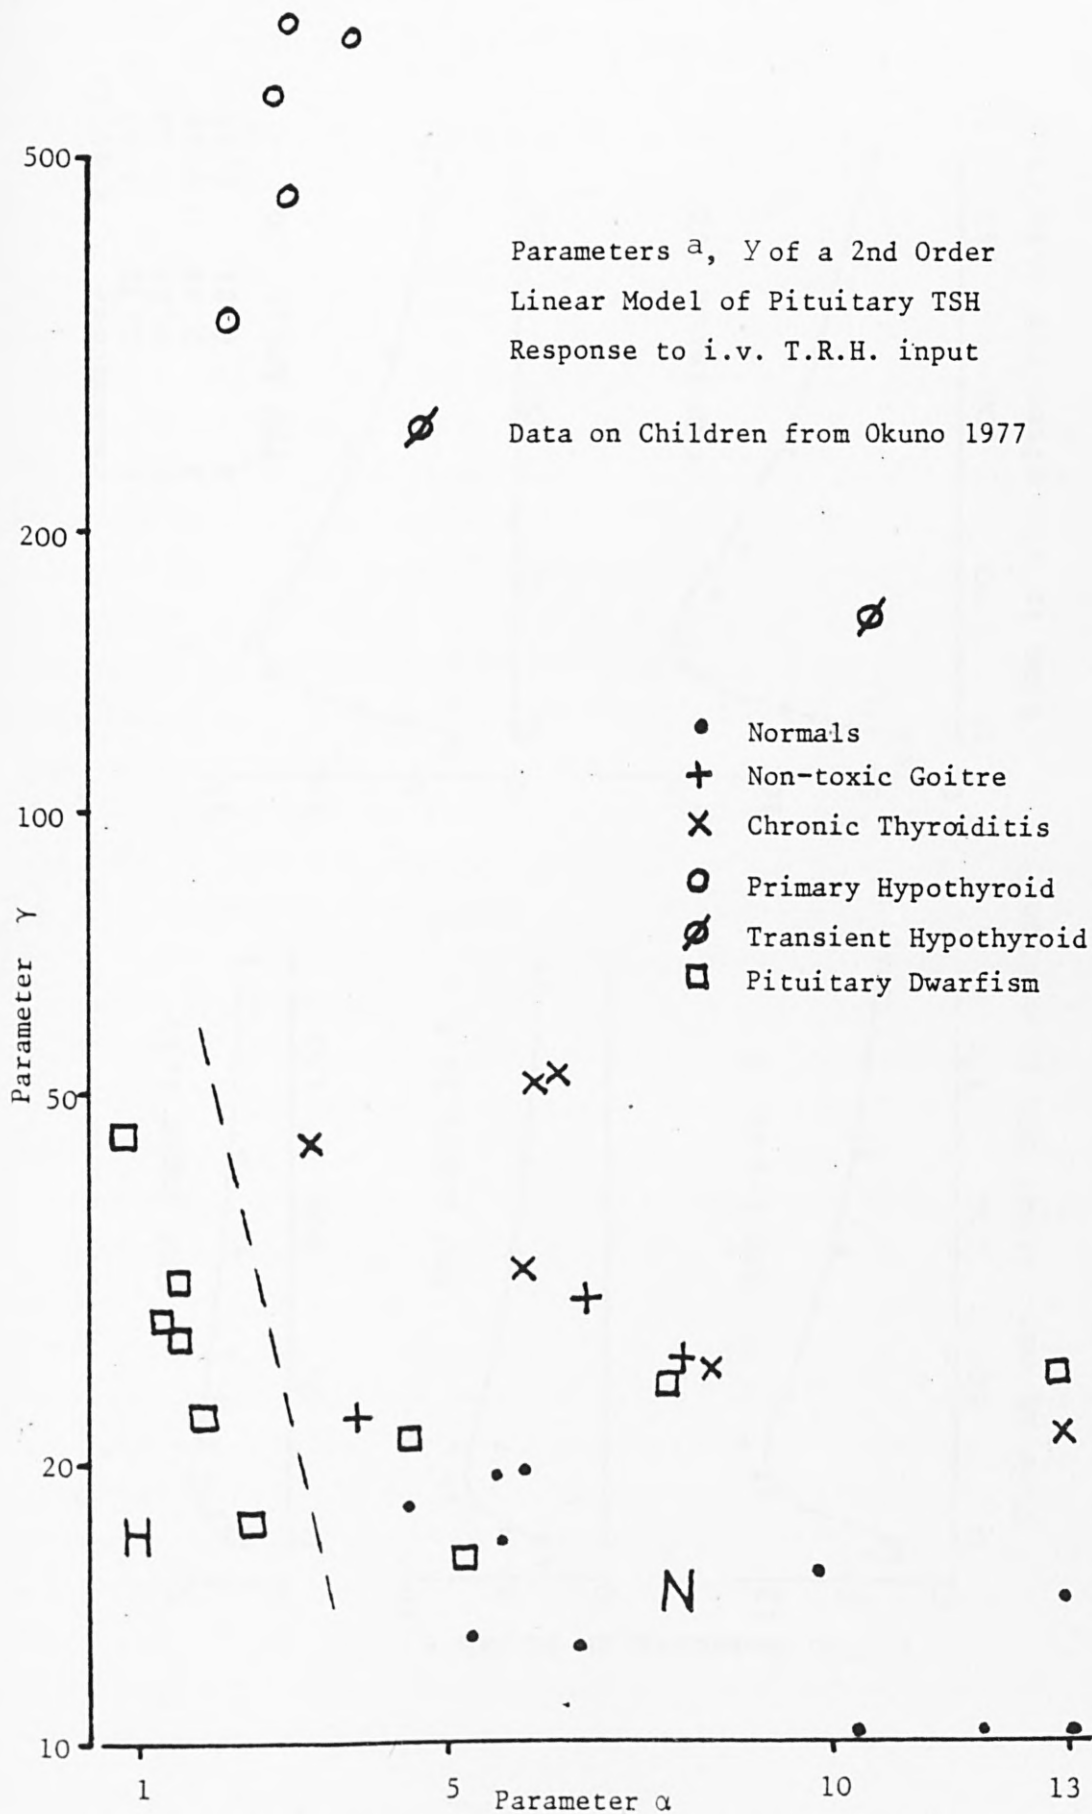 500
Parameters a, y of a 2nd Order
Linear Model of Pituitary TSH
Response to i.v. T.R.H. input
Data on Children from Okuno 1977
200
Normals
Non-toxic Goitre
100
Chronic Thyroiditis
Primary Hypothyroid
Transient Hypothyroid
Pituitary Dwarfism
Parameter γ
50
20
H
N
10
1
5
10
13
Parameter α